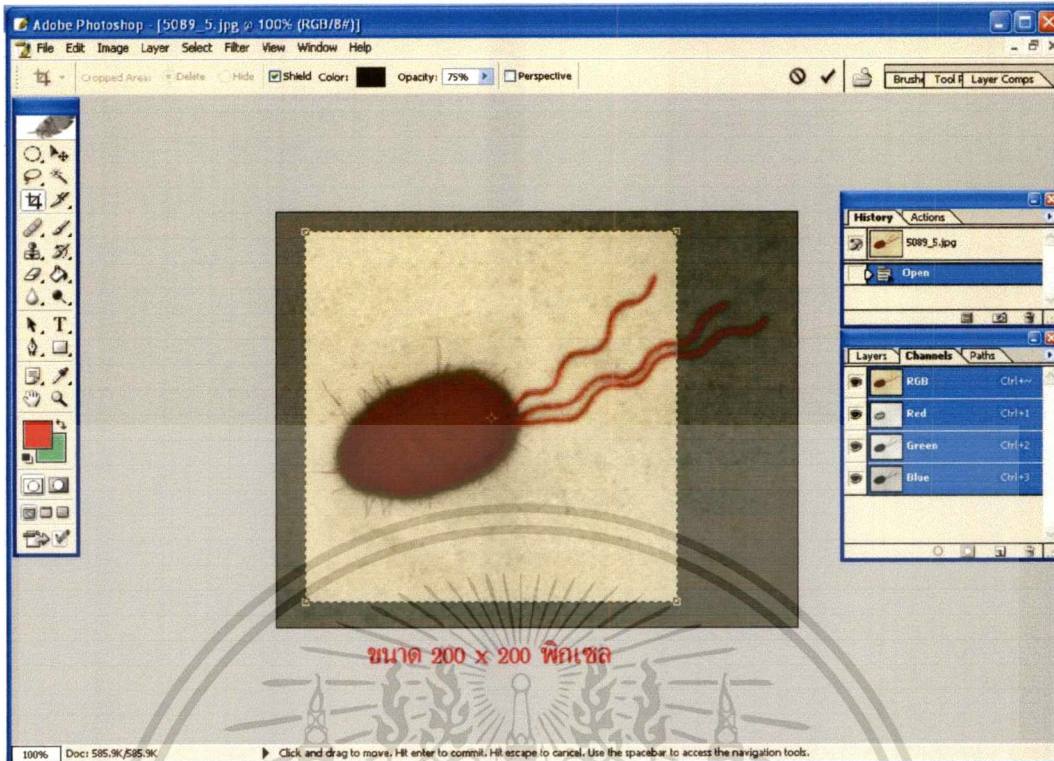 Adobe Photoshop - [5089_5.jpg @ 100% (RGB/8#)]
File Edit Image Layer Select Filter View Window Help
Cropped Area: Delete Hide Shield Color: Opacity: 75% Perspective
Layer Comps
History Actions
5089_5.jpg
Open
Layers Channels Paths
RGB Ctrl+~
Red Ctrl+1
Green Ctrl+2
Blue Ctrl+3
ขนาด 200 x 200 พิกเซล
100% Doc: 585.9K/585.9K Click and drag to move. Hit enter to commit. Hit escape to cancel. Use the spacebar to access the navigation tools.